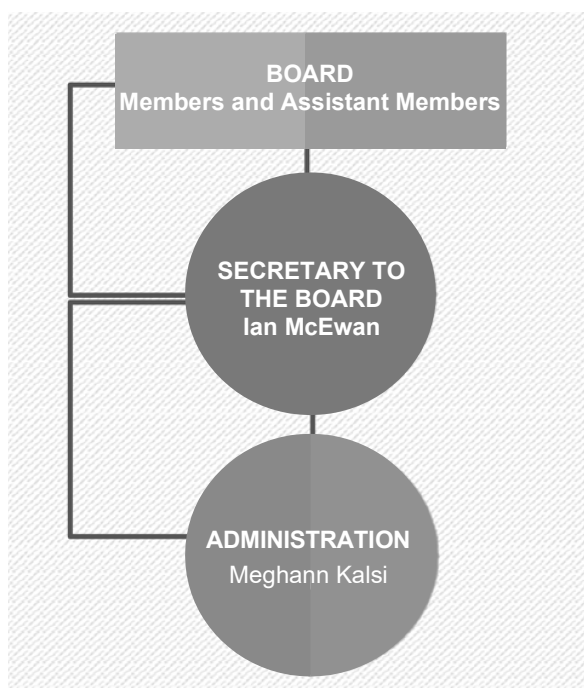 BOARD
Members and Assistant Members
SECRETARY TO
THE BOARD
Ian McEwan
ADMINISTRATION
Meghann Kalsi